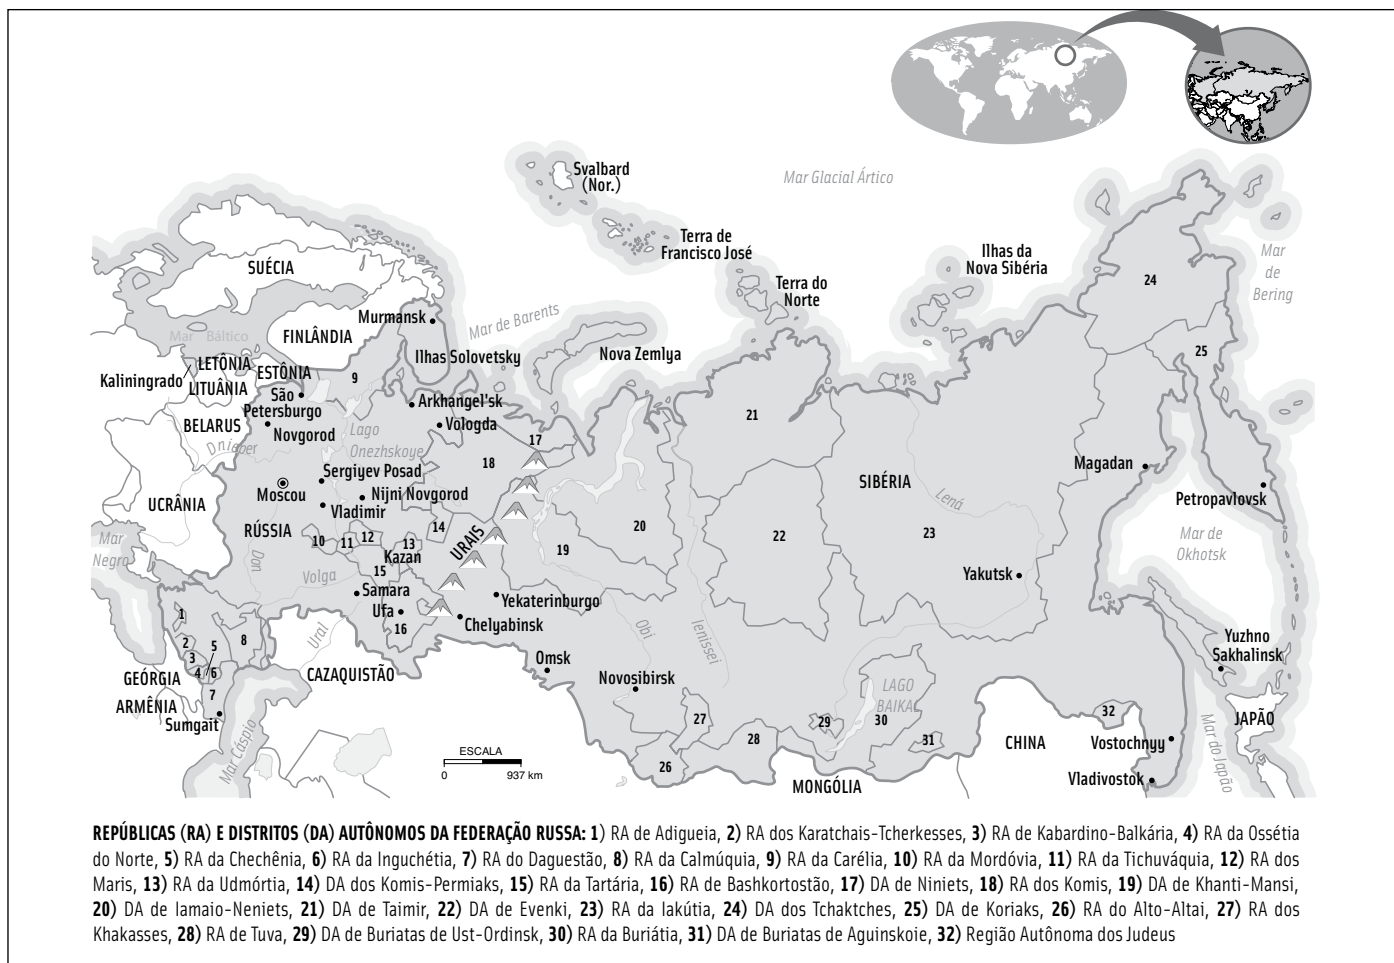 Svalbard
(Nor.)
Mar Glacial Ártico
Terra de
Francisco José
Ilhas da
Nova Sibéria
Mar
de
Bering
SUÉCIA
Terra do
Norte
24
Murmansk
Mar de Barents
FINLÂNDIA
Mar Báltico
Ilhas Solovetsky
Nova Zemlya
25
LETÔNIA
Kaliningrado
LITUÂNIA
ESTÔNIA
9
São
Petersburgo
Arkhangel'sk
21
BELARUS
Novgorod
Vologda
Dnieper
Lago
Onezhskoye
17
18
Sergiyev Posad
SIBÉRIA
Magadan
Moscou
Nijni Novgorod
Lená
Petropavlovsk
UCRÂNIA
Vladimir
RÚSSIA
14
20
22
23
Mar de
Okhotsk
Mar
Negro
10
11
12
13
URAIS
19
Kazan
Don
15
Volga
Samara
Yakutsk
Ufa
Yekaterinburgo
Chelyabinsk
1
16
Ural
Obi
Ienissei
2
5
8
3
4
6
Yuzhno
Sakhalinsk
GEÓRGIA
CAZAQUISTÃO
Omsk
Novosibirsk
LAGO
BAIKAL
7
ARMÊNIA
Sumgait
27
29
30
32
JAPÃO
Mar Cáspio
28
31
CHINA
Vostochnyy
Mar do Japão
ESCALA
0 937 km
26
MONGÓLIA
Vladivostok
REPÚBLICAS (RA) E DISTRITOS (DA) AUTÔNOMOS DA FEDERAÇÃO RUSSA: 1) RA de Adigueia, 2) RA dos Karatchais-Tcherkesses, 3) RA de Kabardino-Balkária, 4) RA da Ossétia
do Norte, 5) RA da Chechênia, 6) RA da Inguchétia, 7) RA do Daguestão, 8) RA da Calmúquia, 9) RA da Carélia, 10) RA da Mordóvia, 11) RA da Tichuváquia, 12) RA dos
Maris, 13) RA da Udmórtia, 14) DA dos Komis-Permiaks, 15) RA da Tartária, 16) RA de Bashkortostão, 17) DA de Niniets, 18) RA dos Komis, 19) DA de Khanti-Mansi,
20) DA de Iamaio-Neniets, 21) DA de Taimir, 22) DA de Evenki, 23) RA da Iakútia, 24) DA dos Tchaktches, 25) DA de Koriaks, 26) RA do Alto-Altai, 27) RA dos
Khakasses, 28) RA de Tuva, 29) DA de Buriatas de Ust-Ordinsk, 30) RA da Buriátia, 31) DA de Buriatas de Aguinskoie, 32) Região Autônoma dos Judeus